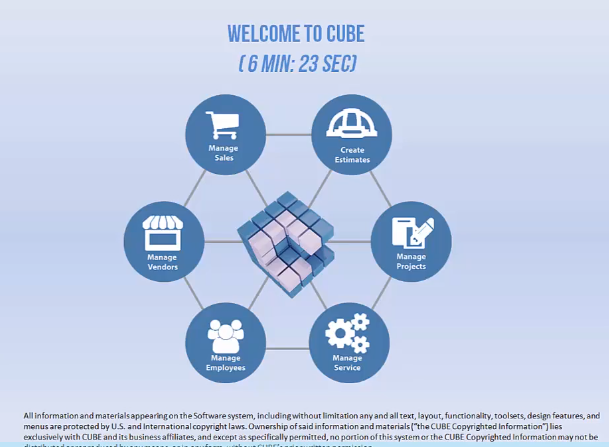 WELCOME TO CUBE
( 6 MIN: 23 SEC)
Manage
Sales
Create
Estimates
Manage
Vendors
Manage
Projects
Manage
Employees
Manage
Service
All information and materials appearing on the Software system, including without limitation any and all text, layout, functionality, toolsets, design features, and
menus are protected by U.S. and International copyright laws. Ownership of said information and materials ("the CUBE Copyrighted Information") lies
exclusively with CUBE and its business affiliates, and except as specifically permitted, no portion of this system or the CUBE Copyrighted Information may not be